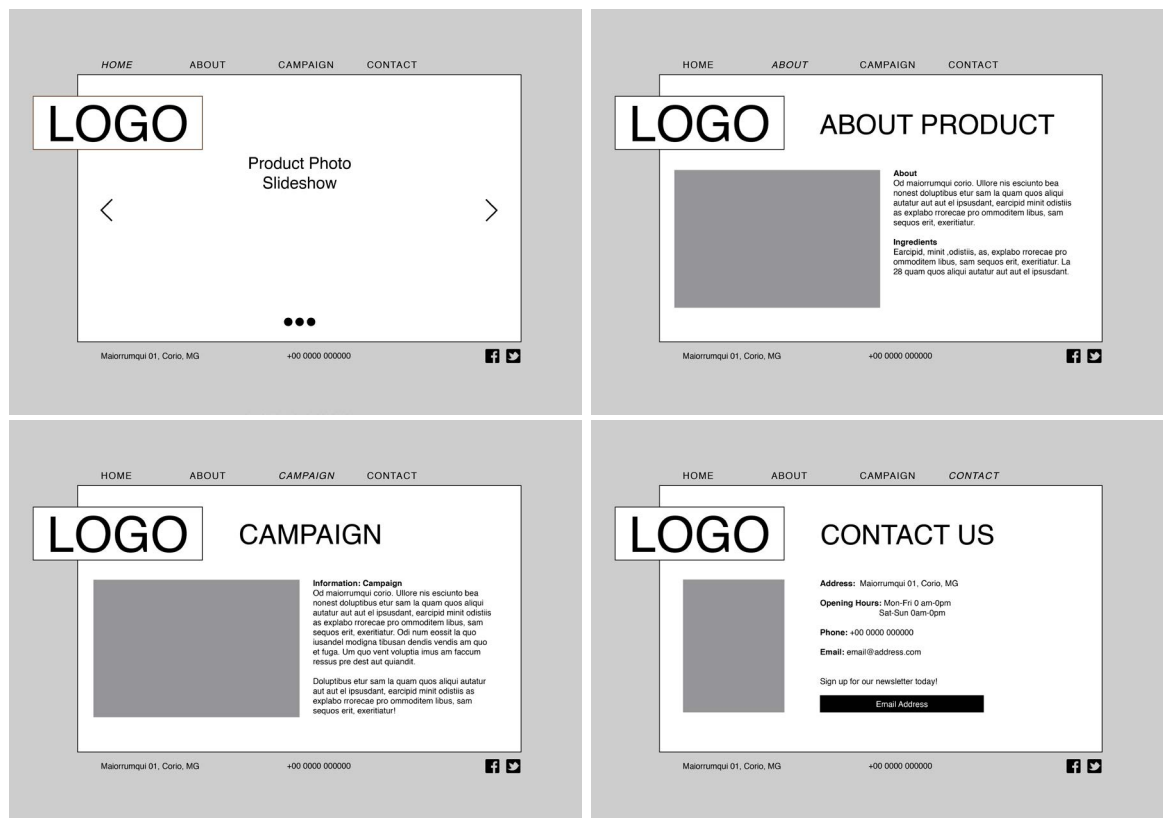 HOME ABOUT CAMPAIGN CONTACT
LOGO
Product Photo
Slideshow
Maiorrumqui 01, Corio, MG +00 0000 000000
HOME ABOUT CAMPAIGN CONTACT
LOGO
ABOUT PRODUCT
About
Od maiorrumqui corio. Ullore nis esciunto bea
nonest doluptibus etur sam la quam quos aliqui
autatur aut aut el ipsusdant, earcipid minit odistiis
as explabo rrorecae pro ommoditem libus, sam
sequos erit, exeritiatur.
Ingredients
Earcipid, minit ,odistiis, as, explabo rrorecae pro
ommoditem libus, sam sequos erit, exeritiatur. La
28 quam quos aliqui autatur aut aut el ipsusdant.
Maiorrumqui 01, Corio, MG +00 0000 000000
HOME ABOUT CAMPAIGN CONTACT
LOGO
CAMPAIGN
Information: Campaign
Od maiorrumqui corio. Ullore nis esciunto bea
nonest doluptibus etur sam la quam quos aliqui
autatur aut aut el ipsusdant, earcipid minit odistiis
as explabo rrorecae pro ommoditem libus, sam
sequos erit, exeritiatur. Odi num eossit la quo
iusandel modigna tibusan dendis vendis am quo
et fuga. Um quo vent voluptia imus am faccum
ressus pre dest aut quiandit.
Doluptibus etur sam la quam quos aliqui autatur
aut aut el ipsusdant, earcipid minit odistiis as
explabo rrorecae pro ommoditem libus, sam
sequos erit, exeritiatur!
Maiorrumqui 01, Corio, MG +00 0000 000000
HOME ABOUT CAMPAIGN CONTACT
LOGO
CONTACT US
Address: Maiorrumqui 01, Corio, MG
Opening Hours: Mon-Fri 0 am-0pm
Sat-Sun 0am-0pm
Phone: +00 0000 000000
Email: email@address.com
Sign up for our newsletter today!
Email Address
Maiorrumqui 01, Corio, MG +00 0000 000000